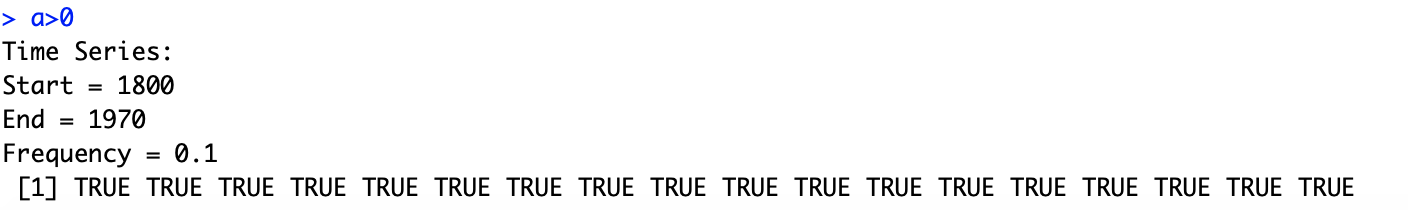 > a>0
Time Series:
Start = 1800
End = 1970
Frequency = 0.1
[1] TRUE TRUE TRUE TRUE TRUE TRUE TRUE TRUE TRUE TRUE TRUE TRUE TRUE TRUE TRUE TRUE TRUE TRUE